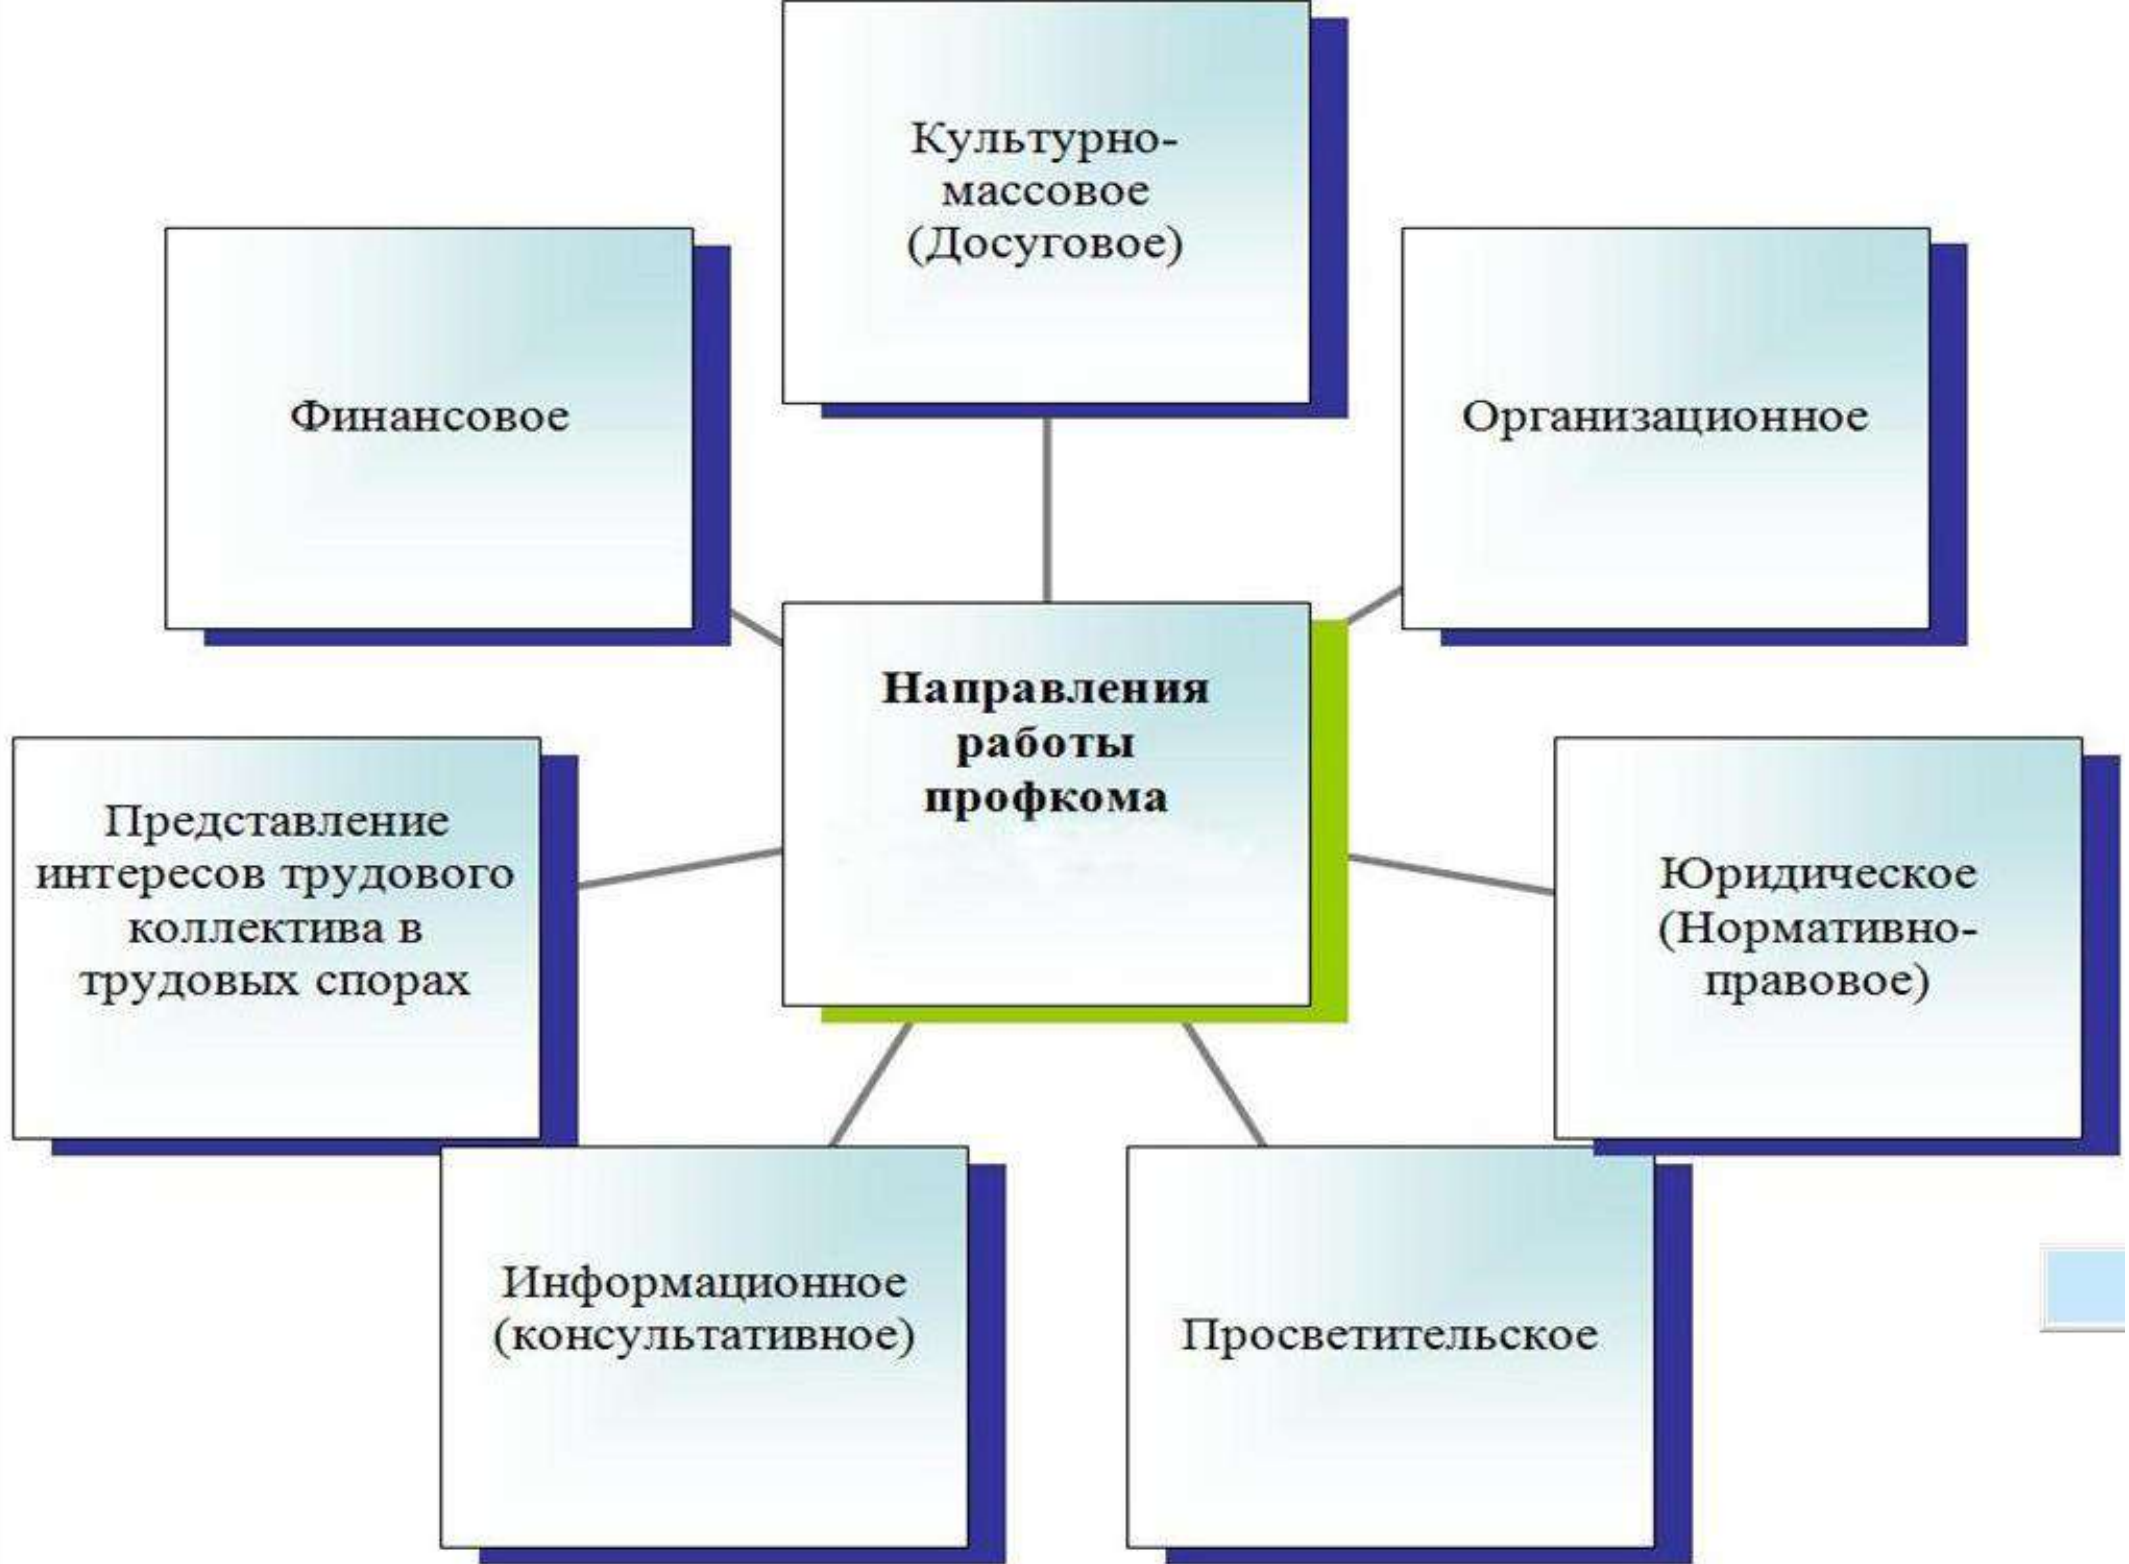 Культурно-
массовое
(Досуговое)
Финансовое
Организационное
Направления
работы
профкома
Представление
интересов трудового
коллектива в
трудовых спорах
Юридическое
(Нормативно-
правовое)
Информационное
(консультативное)
Просветительское